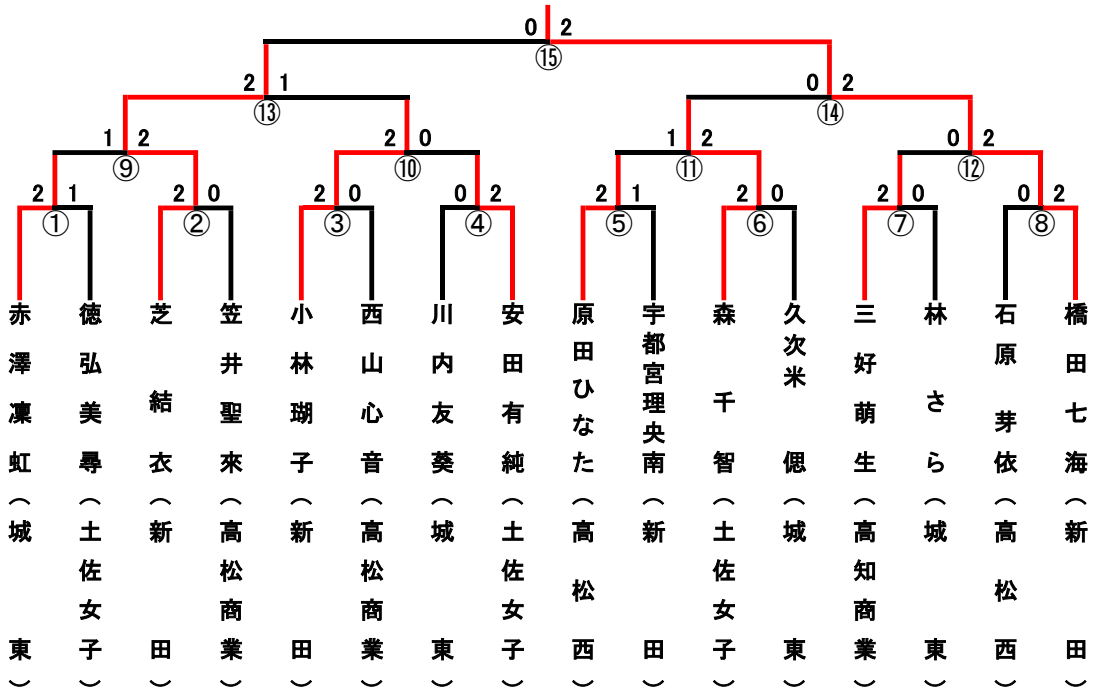 0 2
⑮
2 1
⑬
0 2
⑭
1 2
⑨
2 0
⑩
1 2
⑪
0 2
⑫
2 1
①
2 0
②
2 0
③
0 2
④
2 1
⑤
2 0
⑥
2 0
⑦
0 2
⑧
赤澤凜虹（城東）
徳弘美尋（土佐女子）
芝結衣（新田）
笠井聖來（高松商業）
小林瑚子（新田）
西山心音（高松商業）
川内友葵（城東）
安田有純（土佐女子）
原田ひなた（高松西）
宇都宮理央南（新田）
森千智（土佐女子）
久次米偲（城東）
三好萌生（高知商業）
林さら（城東）
石原芽依（高松西）
橋田七海（新田）